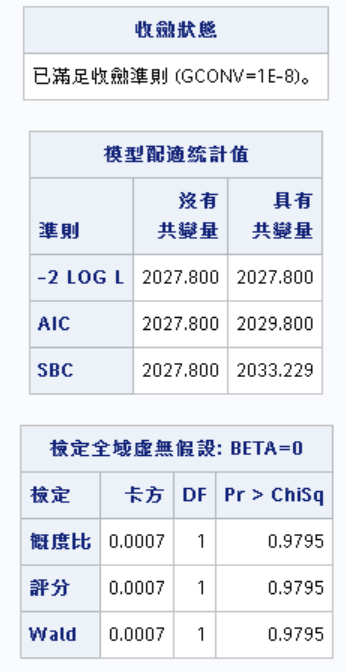 收斂狀態
已滿足收斂準則 (GCONV=1E-8)。
模型配適統計值
準則 沒有共變量 具有共變量
-2 LOG L 2027.800 2027.800
AIC 2027.800 2029.800
SBC 2027.800 2033.229
檢定全域虛無假設: BETA=0
檢定 卡方 DF Pr > ChiSq
概度比 0.0007 1 0.9795
評分 0.0007 1 0.9795
Wald 0.0007 1 0.9795